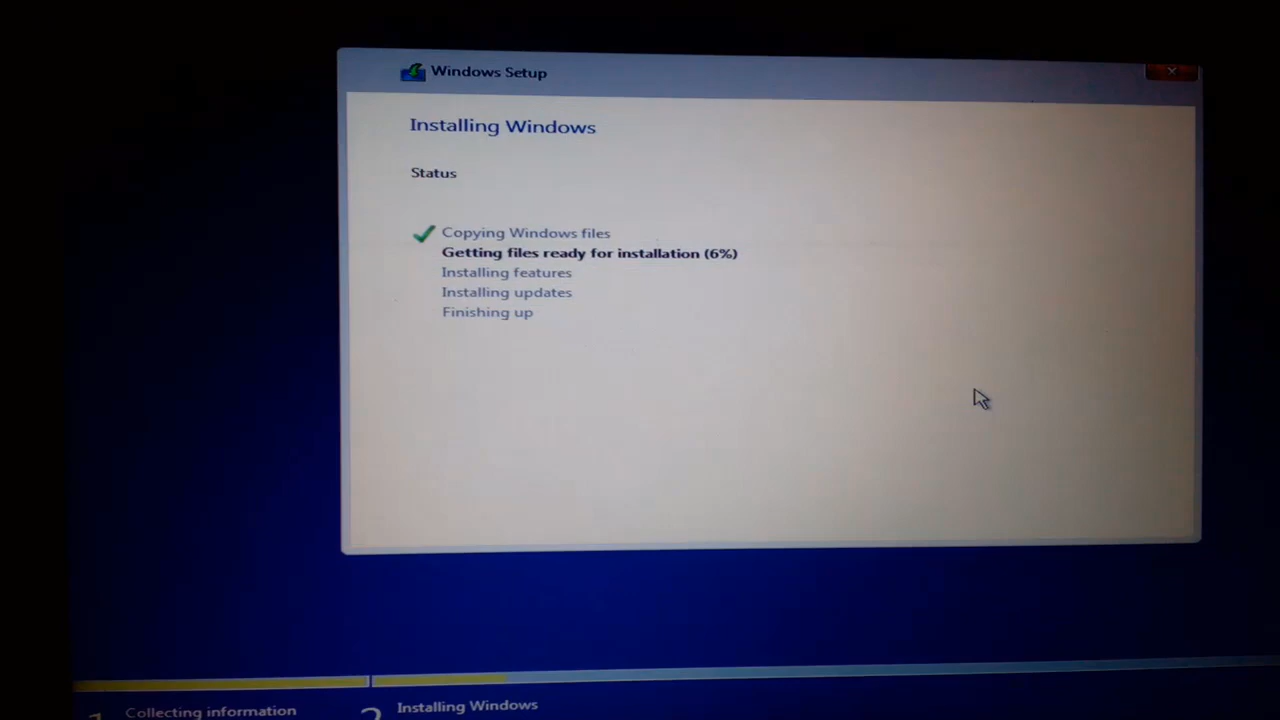 Windows Setup
Installing Windows
Status
Copying Windows files
Getting files ready for installation (6%)
Installing features
Installing updates
Finishing up
1 Collecting information
2 Installing Windows